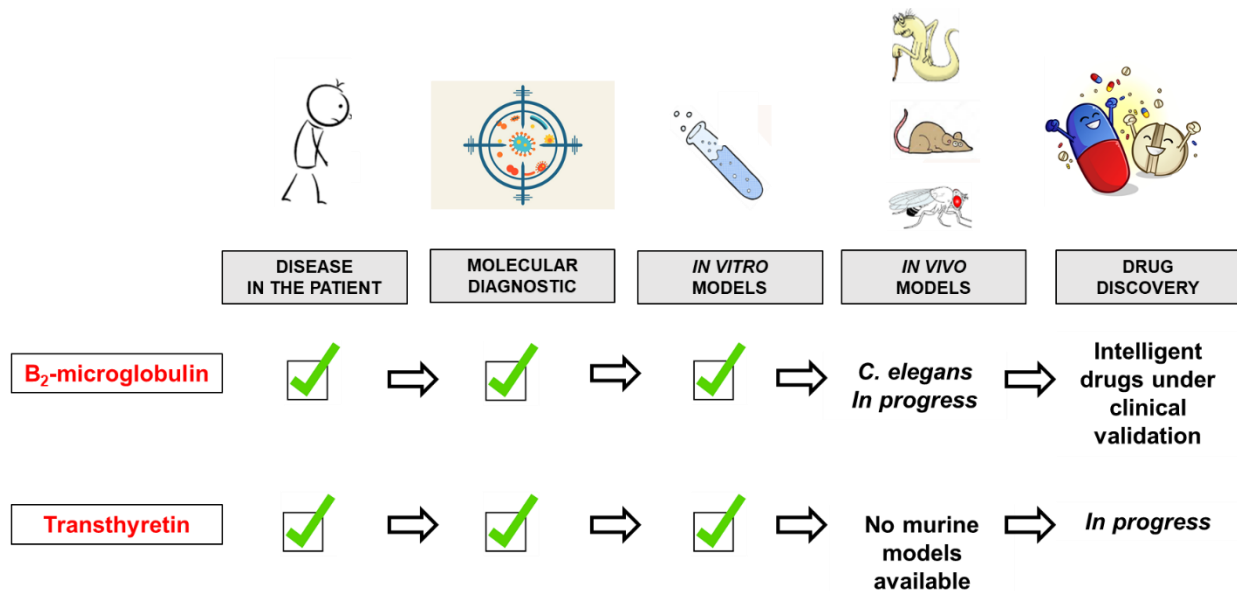 DISEASE
IN THE PATIENT
MOLECULAR
DIAGNOSTIC
IN VITRO
MODELS
IN VIVO
MODELS
DRUG
DISCOVERY
B₂-microglobulin
C. elegans
In progress
Intelligent
drugs under
clinical
validation
Transthyretin
No murine
models
available
In progress